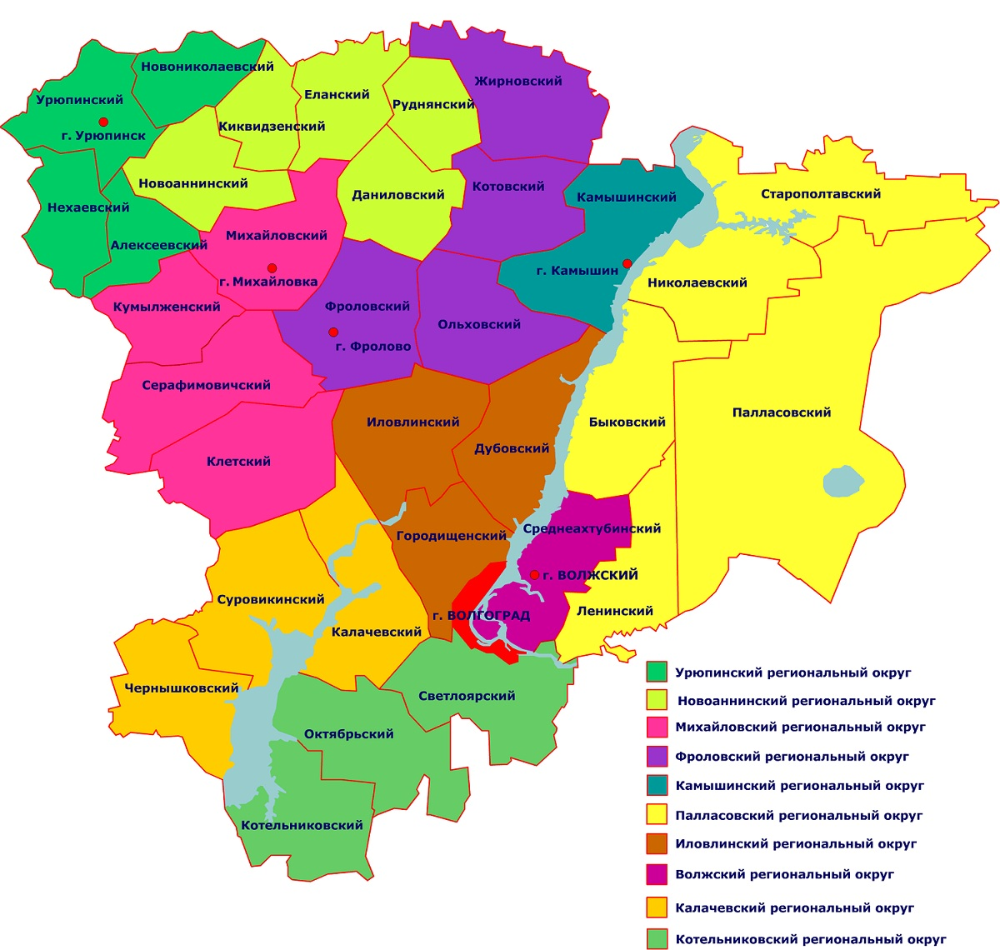 Новониколаевский
Жирновский
Еланский
Урюпинский
Руднянский
Киквидзенский
г. Урюпинск
Новоаннинский
Котовский
Даниловский
Камышинский
Старополтавский
Нехаевский
Михайловский
Алексеевский
г. Камышин
г. Михайловка
Николаевский
Кумылженский
Фроловский
Ольховский
г. Фролово
Серафимовичский
Палласовский
Иловлинский
Быковский
Дубовский
Клетский
Среднеахтубинский
Городищенский
г. ВОЛЖСКИЙ
Суровикинский
Ленинский
г. ВОЛГОГРАД
Калачевский
Чернышковский
Светлоярский
Октябрьский
Котельниковский
Урюпинский региональный округ
Новоаннинский региональный округ
Михайловский региональный округ
Фроловский региональный округ
Камышинский региональный округ
Палласовский региональный округ
Иловлинский региональный округ
Волжский региональный округ
Калачевский региональный округ
Котельниковский региональный округ